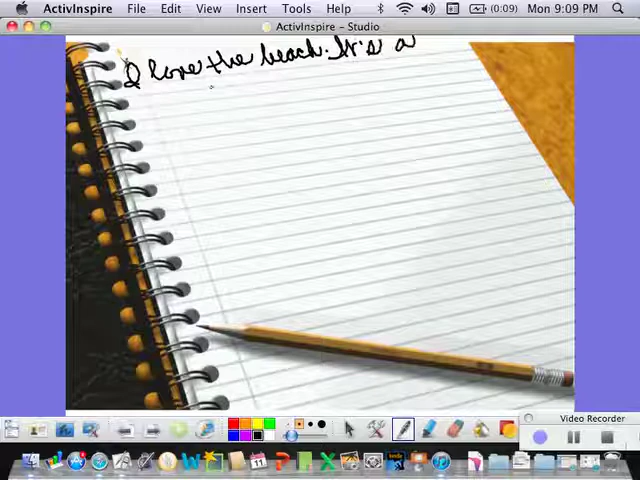 ActivInspire File Edit View Insert Tools Help (0:09) Mon 9:09 PM
ActivInspire - Studio
I love the beach. It's a
Video Recorder